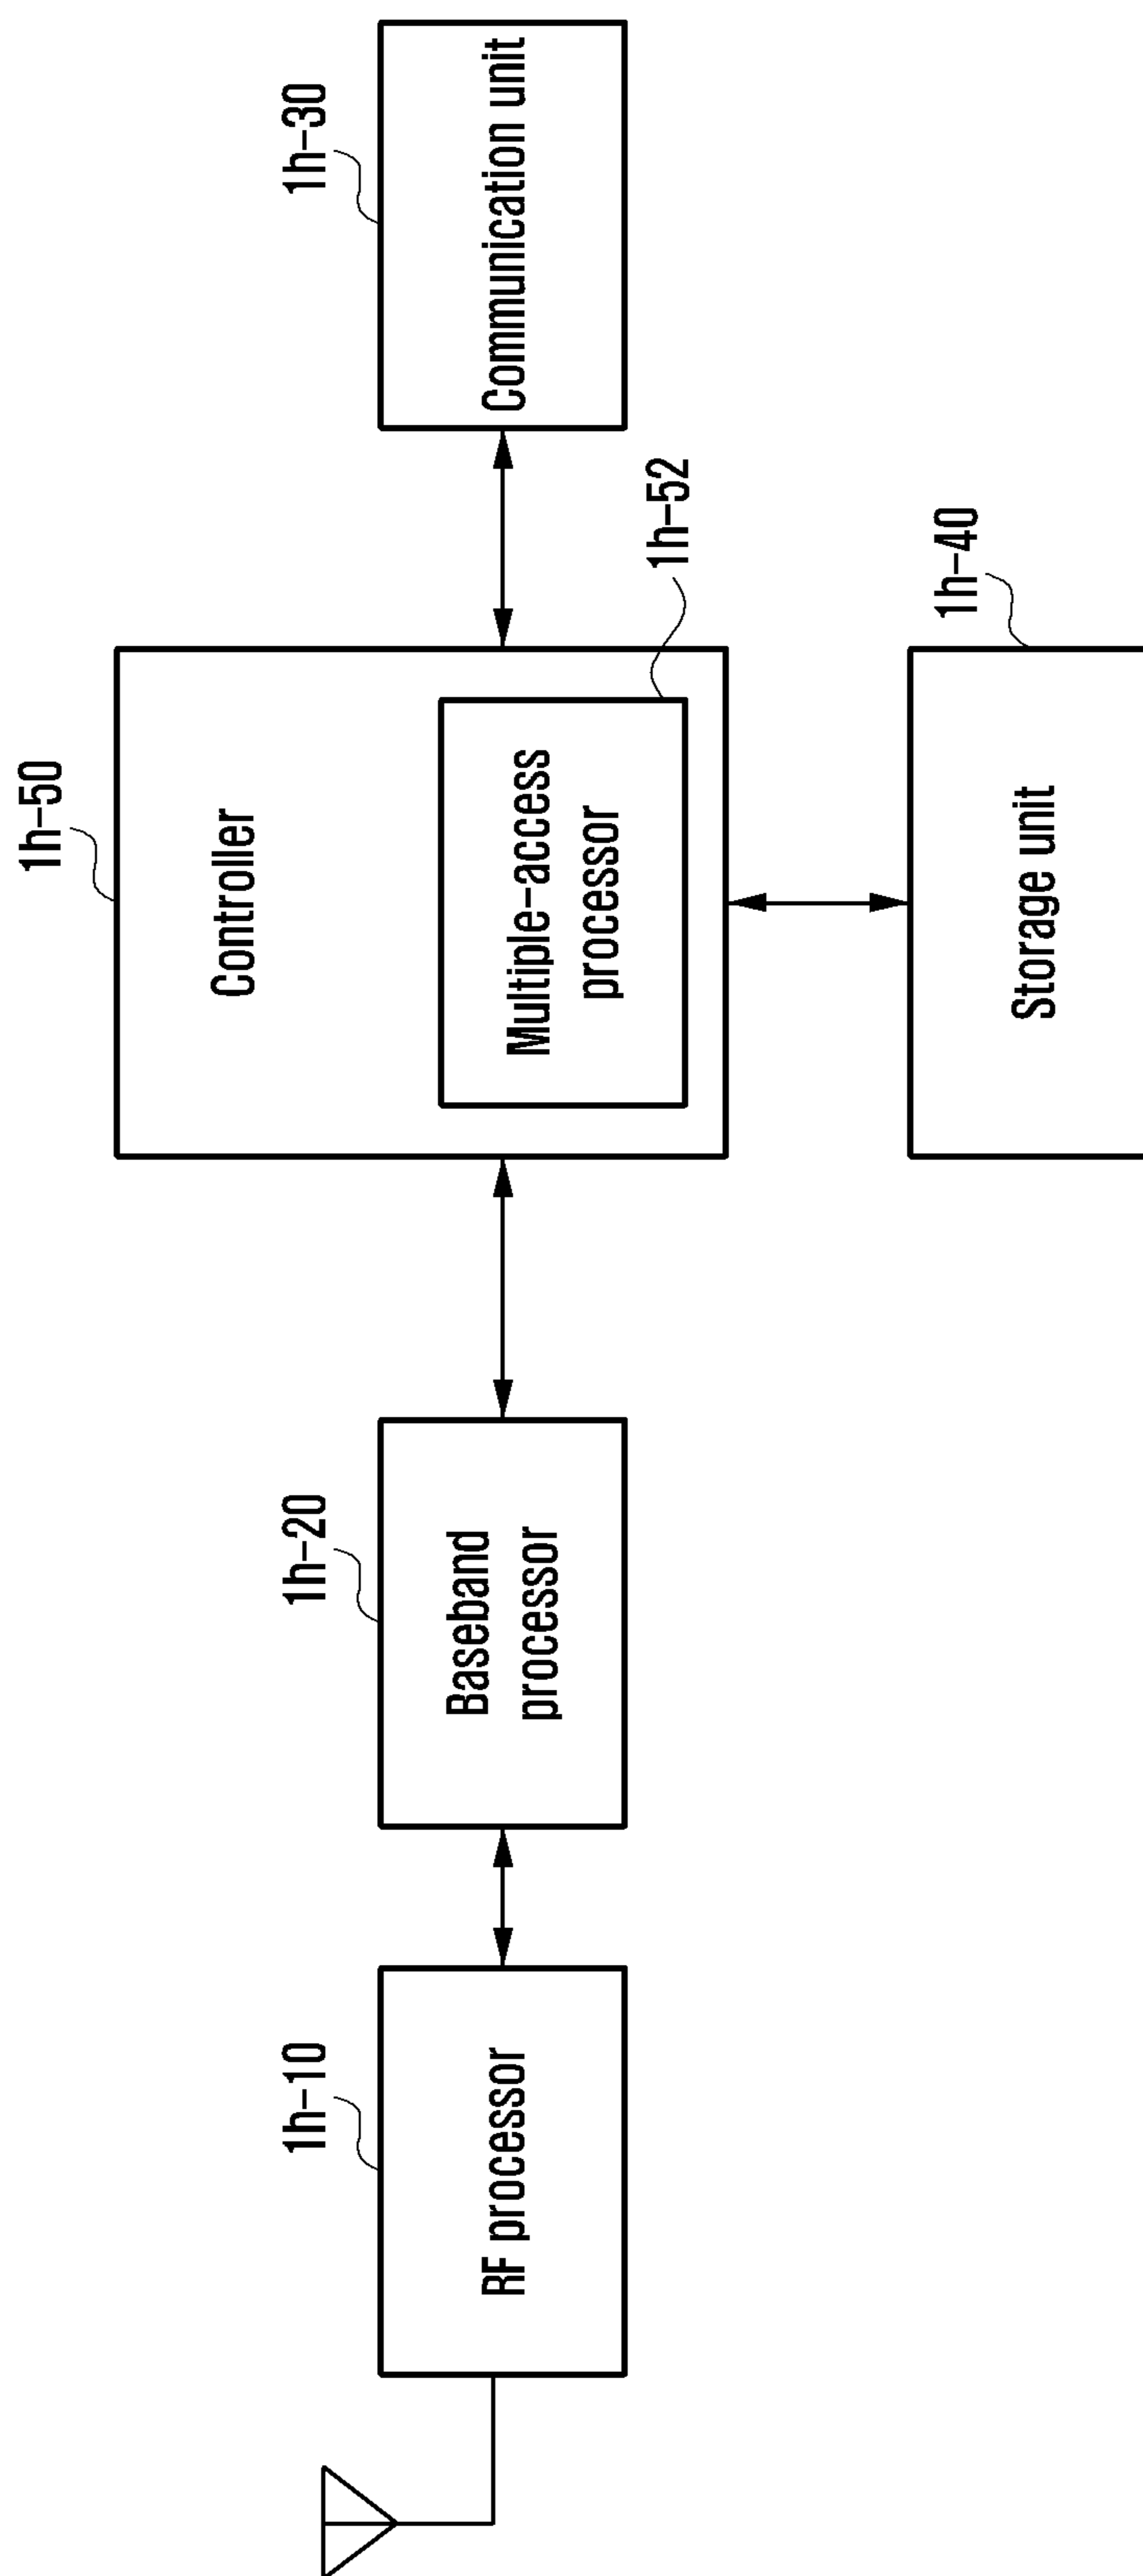 1h-50
1h-10
1h-20
1h-30
Controller
RF processor
Baseband
processor
Multiple-access
processor
Communication unit
1h-52
1h-40
Storage unit